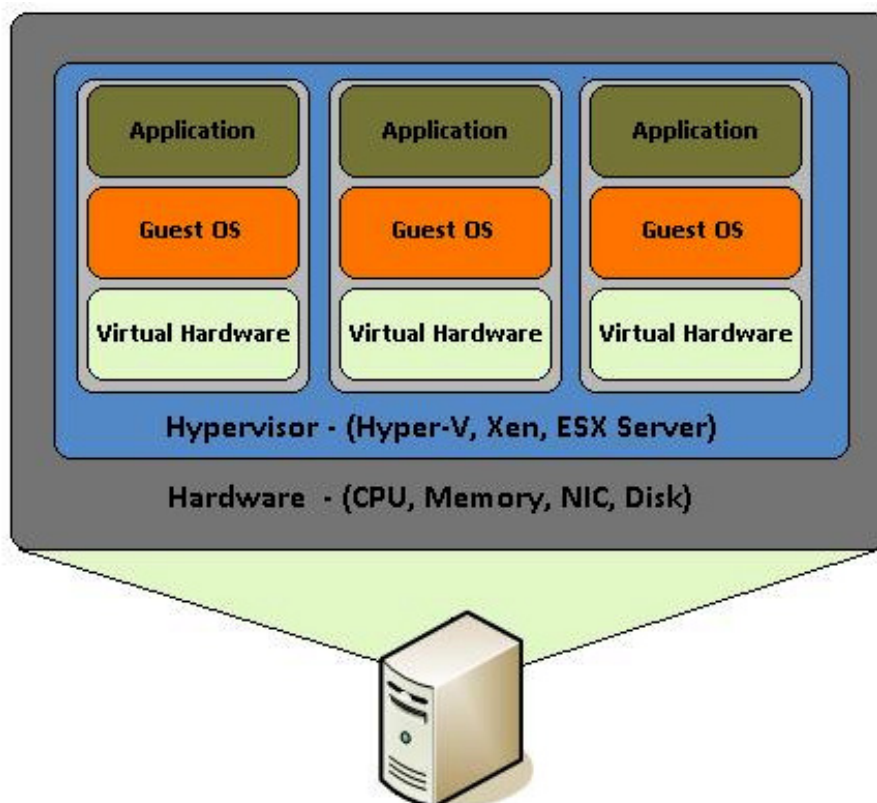 Application
Application
Application
Guest OS
Guest OS
Guest OS
Virtual Hardware
Virtual Hardware
Virtual Hardware
Hypervisor - (Hyper-V, Xen, ESX Server)
Hardware - (CPU, Memory, NIC, Disk)